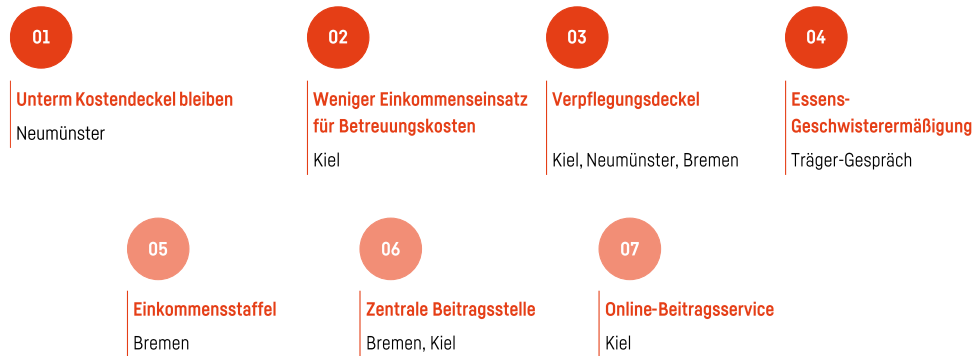 01
Unterm Kostendeckel bleiben
Neumünster
02
Weniger Einkommenseinsatz
für Betreuungskosten
Kiel
03
Verpflegungsdeckel
Kiel, Neumünster, Bremen
04
Essens-
Geschwisterermäßigung
Träger-Gespräch
05
Einkommensstaffel
Bremen
06
Zentrale Beitragsstelle
Bremen, Kiel
07
Online-Beitragsservice
Kiel